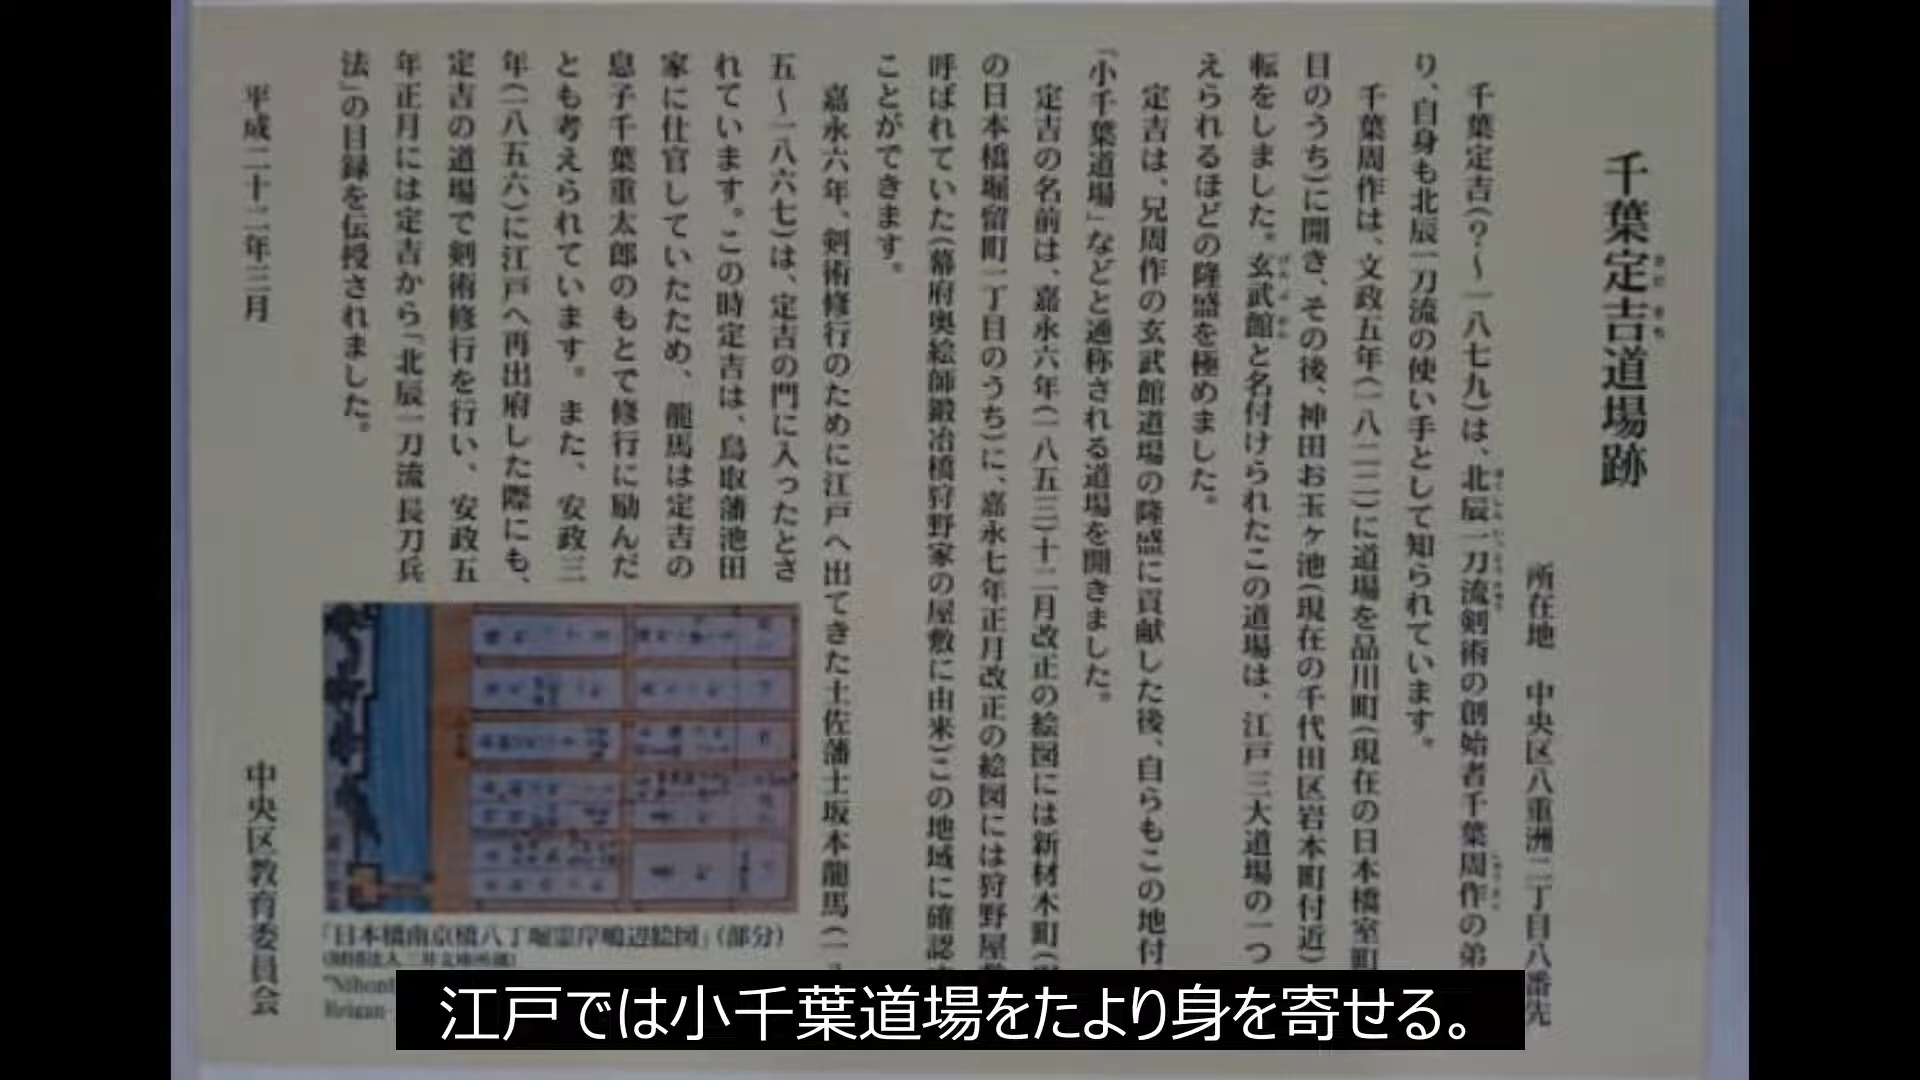 千葉定吉道場跡
所在地　中央区八重洲二丁目八番先
千葉定吉(?〜一八七九)は、北辰一刀流剣術の創始者千葉周作の弟
り、自身も北辰一刀流の使い手として知られています。
千葉周作は、文政五年(一八二二)に道場を品川町(現在の日本橋室町
目のうち)に開き、その後、神田お玉ヶ池(現在の千代田区岩本町付近)
転をしました。玄武館と名付けられたこの道場は、江戸三大道場の一つ
えられるほどの隆盛を極めました。
定吉は、兄周作の玄武館道場の隆盛に貢献した後、自らもこの地付
「小千葉道場」などと通称される道場を開きました。
定吉の名前は、嘉永六年(一八五三)十二月改正の絵図には新材木町(
の日本橋堀留町一丁目のうち)に、嘉永七年正月改正の絵図には狩野屋
呼ばれていた(幕府奥絵師鍛冶橋狩野家の屋敷に由来)この地域に確認
ことができます。
嘉永六年、剣術修行のために江戸へ出てきた土佐藩士坂本龍馬(一
五〜一八六七)は、定吉の門に入ったとさ
れています。この時定吉は、鳥取藩池田
家に仕官していたため、龍馬は定吉の
息子千葉重太郎のもとで修行に励んだ
とも考えられています。また、安政三
年(一八五六)に江戸へ再出府した際にも、
定吉の道場で剣術修行を行い、安政五
年正月には定吉から「北辰一刀流長刀兵
法」の目録を伝授されました。
平成二十二年三月
中央区教育委員会
「日本橋南京橋八丁堀霊岸嶋辺絵図」(部分)
江戸では小千葉道場をたより身を寄せる。